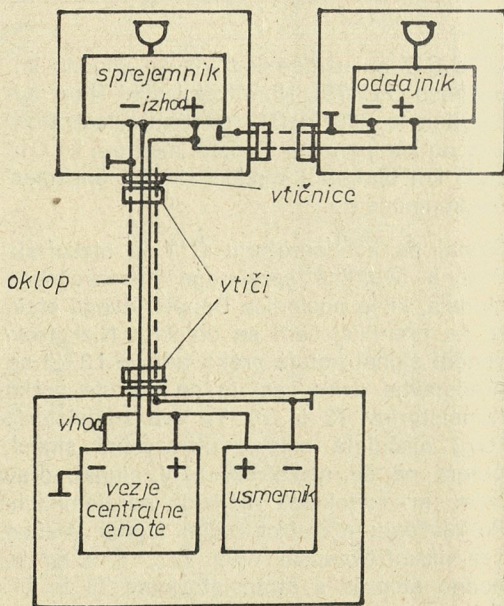 sprejemnik
- izhod +
oddajnik
- +
vtičnice
oklop
vtiči
vhod
- +
vezje
centralne
enote
+ -
usmernik